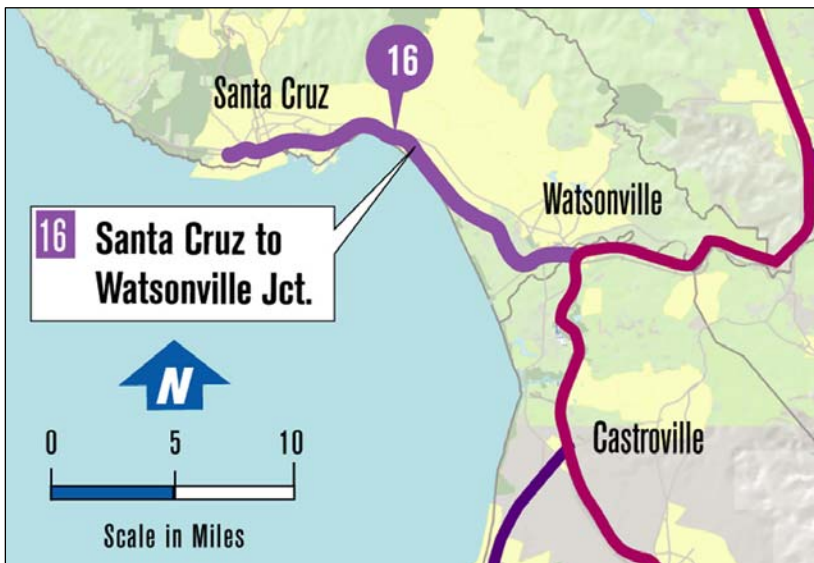 16
Santa Cruz
Watsonville
16 Santa Cruz to
Watsonville Jct.
N
0 5 10
Castroville
Scale in Miles